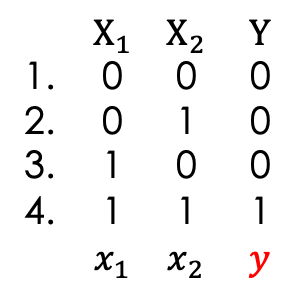 X₁ X₂ Y
1. 0 0 0
2. 0 1 0
3. 1 0 0
4. 1 1 1
x₁ x₂ y